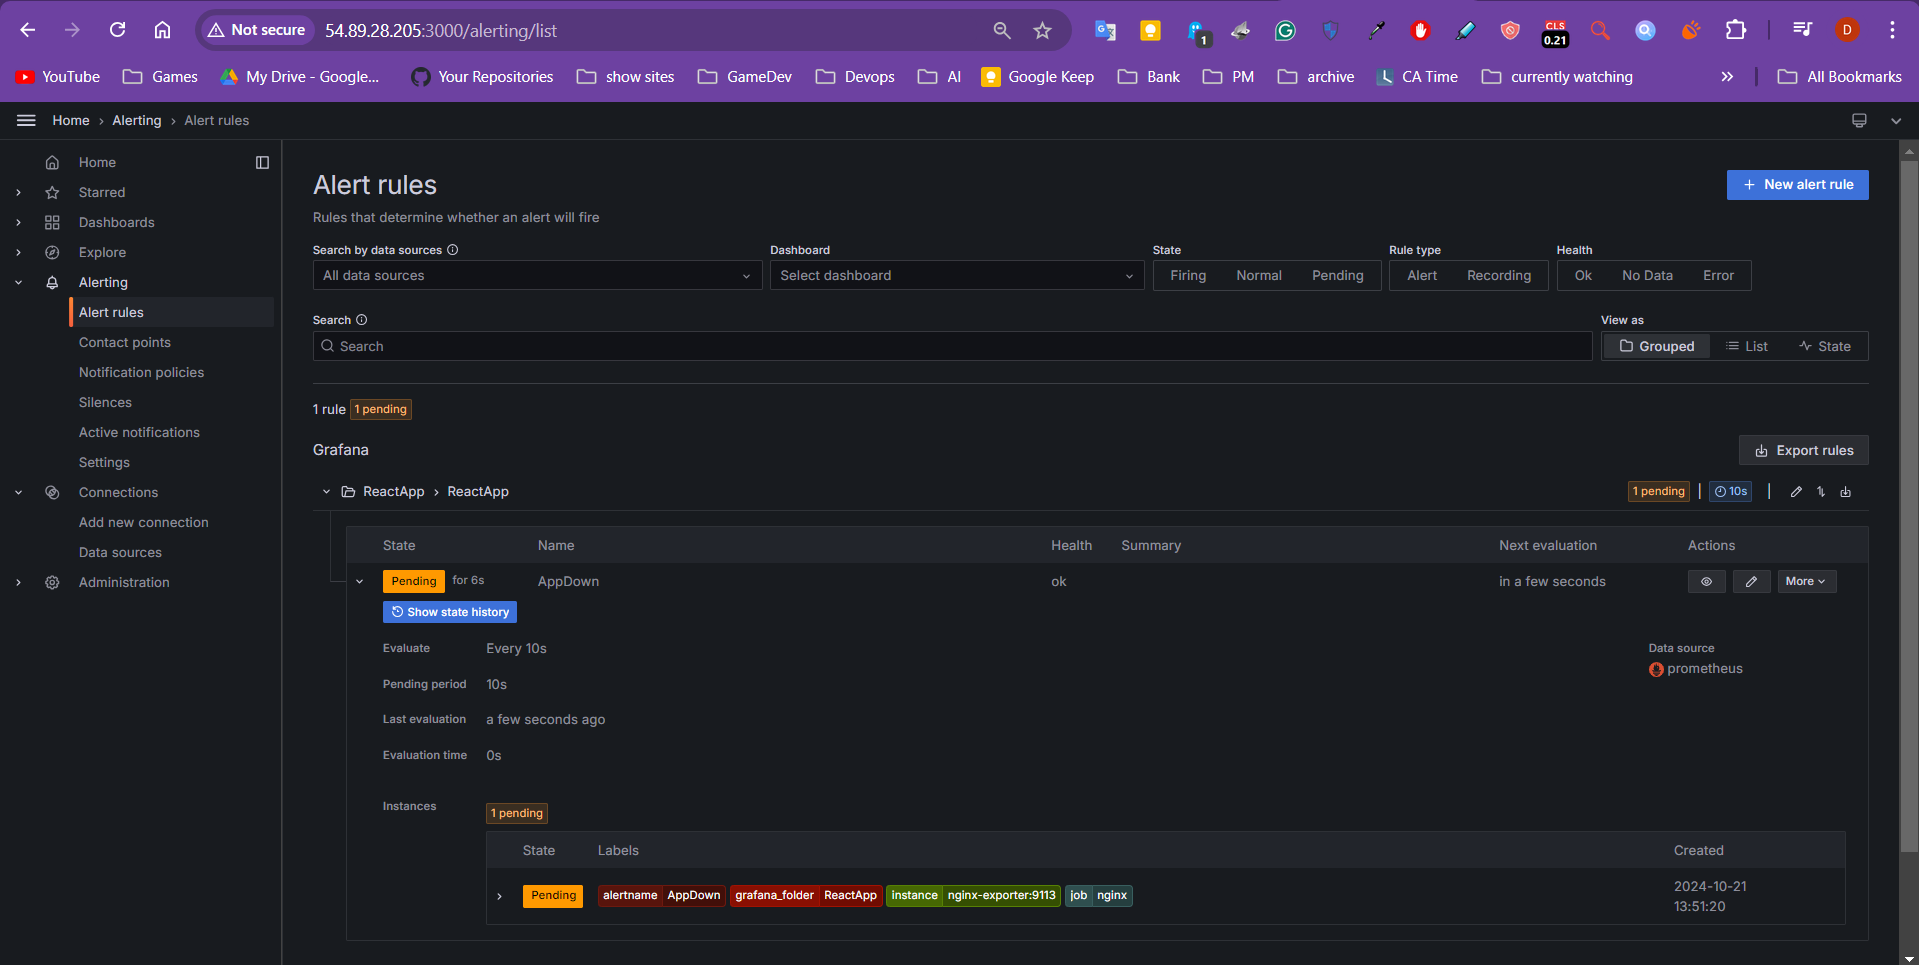 Not secure 54.89.28.205:3000/alerting/list 1 CLS 0.21 D
YouTube Games My Drive - Google... Your Repositories show sites GameDev Devops AI Google Keep Bank PM archive CA Time currently watching All Bookmarks
Home Alerting Alert rules
Home
Starred
Dashboards
Explore
Alerting
Alert rules
Contact points
Notification policies
Silences
Active notifications
Settings
Connections
Add new connection
Data sources
Administration
Alert rules
New alert rule
Rules that determine whether an alert will fire
Search by data sources Dashboard State Rule type Health
All data sources Select dashboard Firing Normal Pending Alert Recording Ok No Data Error
Search View as
Search Grouped List State
1 rule 1 pending
Grafana Export rules
ReactApp ReactApp 1 pending 10s
State Name Health Summary Next evaluation Actions
Pending for 6s AppDown ok in a few seconds More
Show state history
Evaluate Every 10s Data source
prometheus
Pending period 10s
Last evaluation a few seconds ago
Evaluation time 0s
Instances 1 pending
State Labels Created
Pending alertname AppDown grafana_folder ReactApp instance nginx-exporter:9113 job nginx 2024-10-21
13:51:20